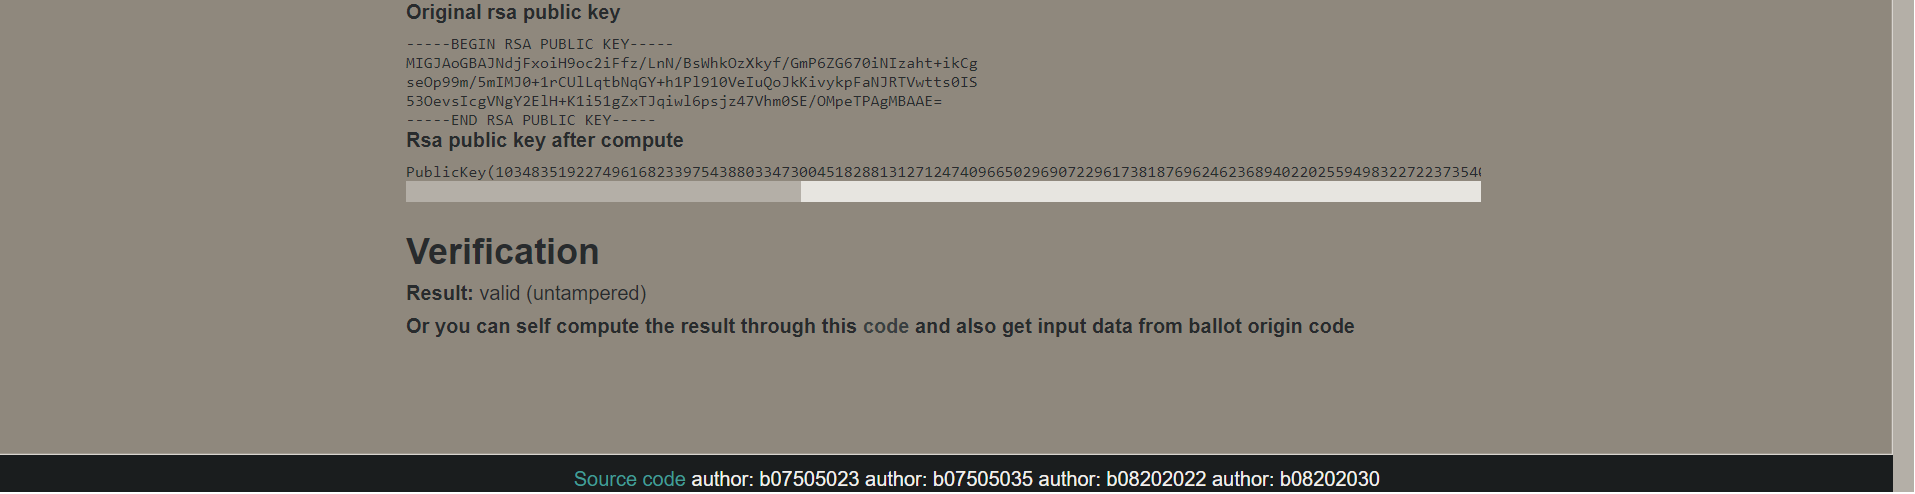 Original rsa public key
-----BEGIN RSA PUBLIC KEY-----
MIGJAoGBAJNdjFxoiH9oc2iFfz/LnN/BsWhkOzXkyf/GmP6ZG670iNIzaht+ikCg
seOp99m/5mIMJ0+1rCUlLqtbNqGY+h1Pl910VeIuQoJkKivykpFaNJRTVwtts0IS
53OevsIcgVNgY2ElH+K1i51gZxTJqiwl6psjz47Vhm0SE/OMpeTPAgMBAAE=
-----END RSA PUBLIC KEY-----
Rsa public key after compute
PublicKey(103483519227496168233975438803347300451828813127124740966502969072296173818769624623689402202559498322722373540
Verification
Result: valid (untampered)
Or you can self compute the result through this code and also get input data from ballot origin code
Source code author: b07505023 author: b07505035 author: b08202022 author: b08202030